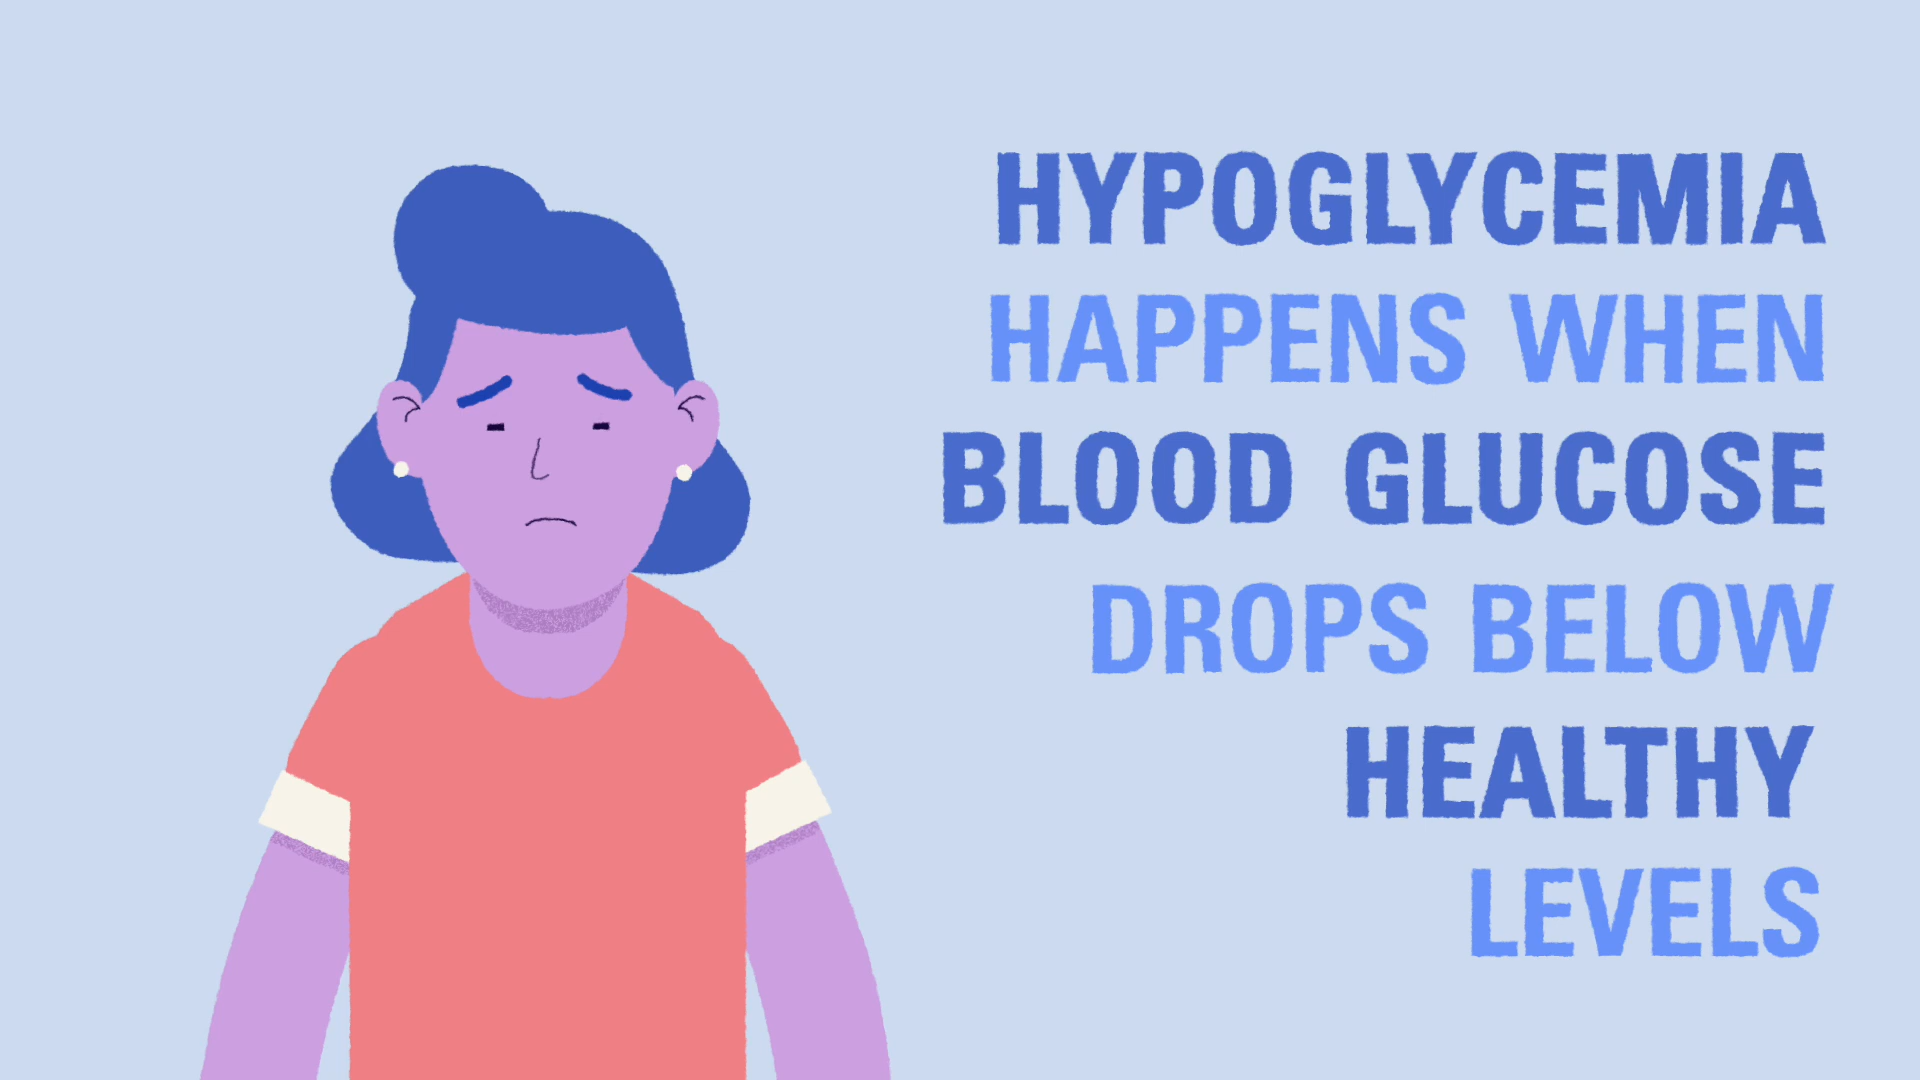 HYPOGLYCEMIA
HAPPENS WHEN
BLOOD GLUCOSE
DROPS BELOW
HEALTHY
LEVELS